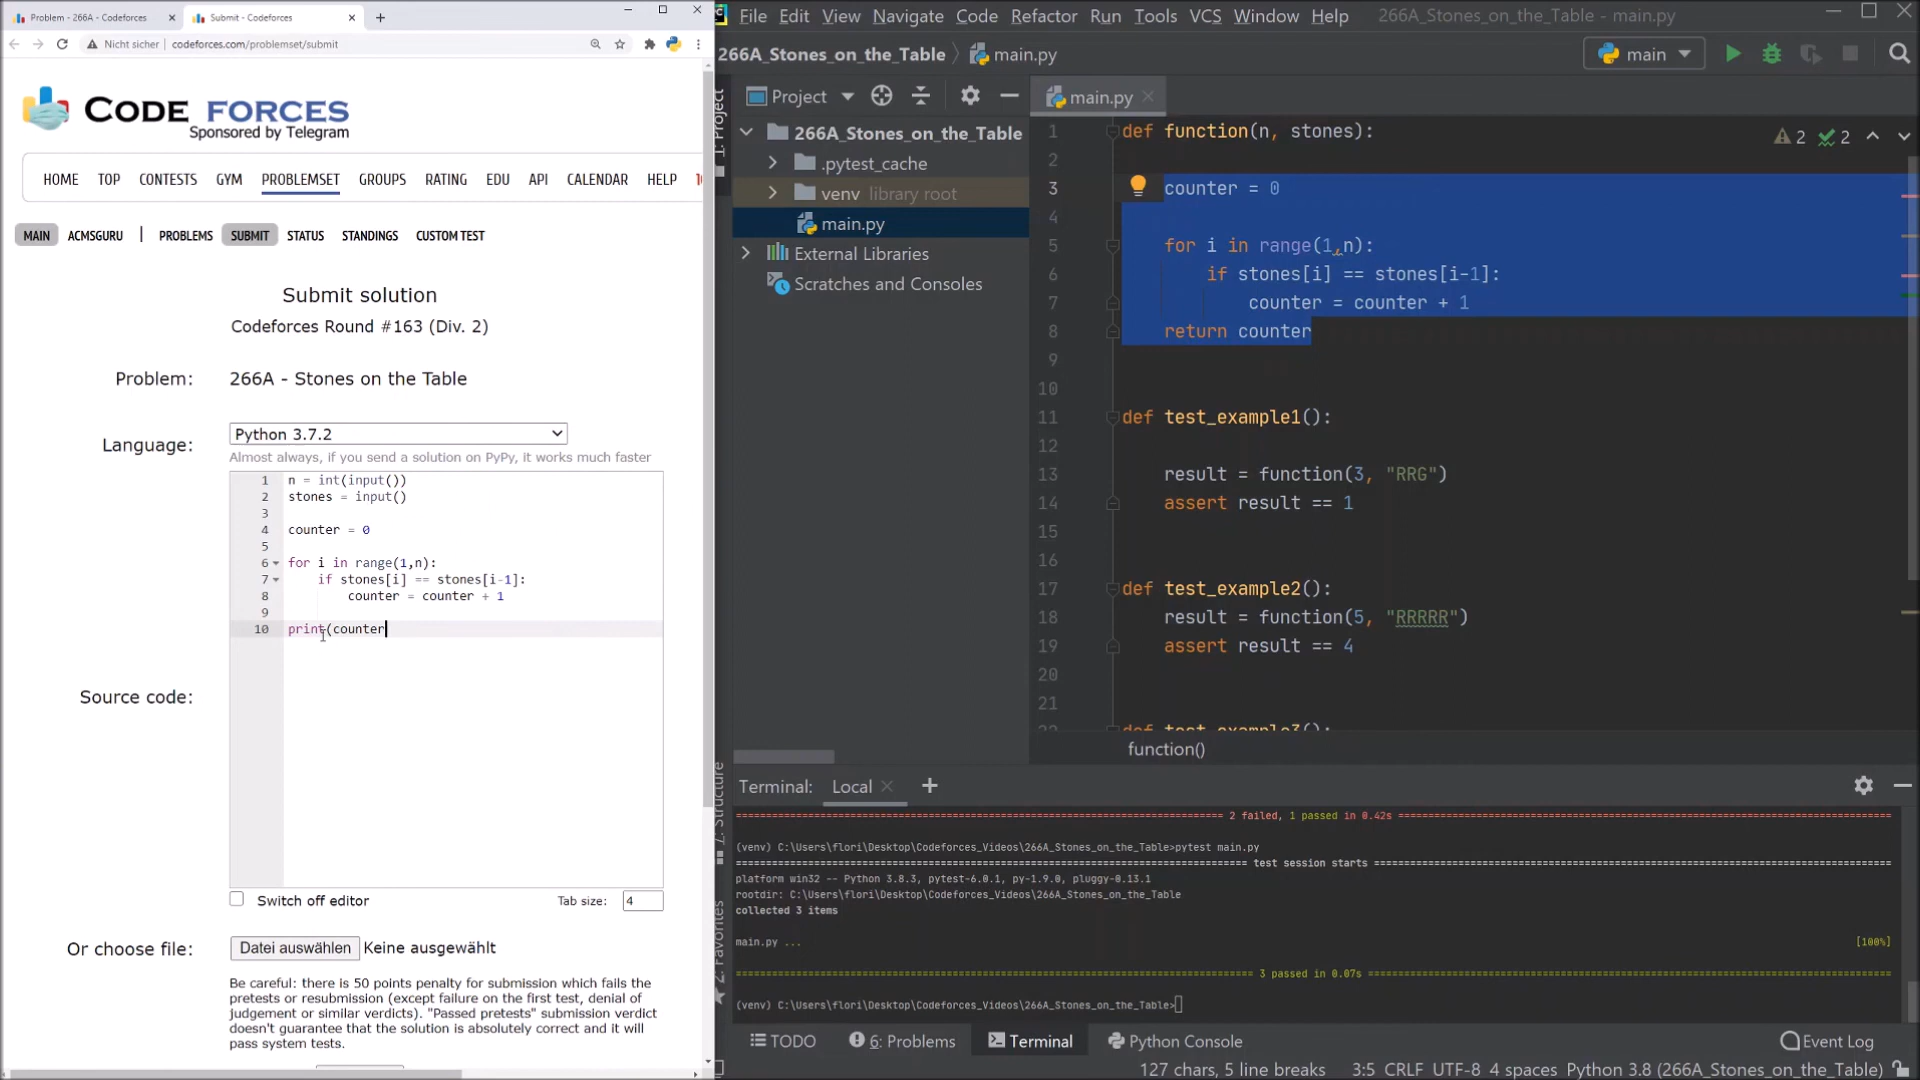 Problem - 266A - Codeforces
Submit - Codeforces
Nicht sicher | codeforces.com/problemset/submit
CODE FORCES
Sponsored by Telegram
HOME TOP CONTESTS GYM PROBLEMSET GROUPS RATING EDU API CALENDAR HELP
MAIN ACMSGURU | PROBLEMS SUBMIT STATUS STANDINGS CUSTOM TEST
Submit solution
Codeforces Round #163 (Div. 2)
Problem: 266A - Stones on the Table
Language: Python 3.7.2
Almost always, if you send a solution on PyPy, it works much faster
Source code:
1 n = int(input())
2 stones = input()
3
4 counter = 0
5
6 for i in range(1,n):
7 if stones[i] == stones[i-1]:
8 counter = counter + 1
9
10 print(counter
Switch off editor Tab size: 4
Or choose file: Datei auswählen Keine ausgewählt
Be careful: there is 50 points penalty for submission which fails the
pretests or resubmission (except failure on the first test, denial of
judgement or similar verdicts). "Passed pretests" submission verdict
doesn't guarantee that the solution is absolutely correct and it will
pass system tests.
File Edit View Navigate Code Refactor Run Tools VCS Window Help 266A_Stones_on_the_Table - main.py
266A_Stones_on_the_Table main.py
main
1: Project
Project
266A_Stones_on_the_Table
.pytest_cache
venv library root
main.py
External Libraries
Scratches and Consoles
main.py
2 2
1 def function(n, stones):
2
3 counter = 0
4
5 for i in range(1,n):
6 if stones[i] == stones[i-1]:
7 counter = counter + 1
8 return counter
9
10
11 def test_example1():
12
13 result = function(3, "RRG")
14 assert result == 1
15
16
17 def test_example2():
18 result = function(5, "RRRRR")
19 assert result == 4
20
21
22 def test_example3():
function()
Structure
2: Favorites
Terminal: Local
2 failed, 1 passed in 0.42s
(venv) C:\Users\flori\Desktop\Codeforces_Videos\266A_Stones_on_the_Table>pytest main.py
test session starts
platform win32 -- Python 3.8.3, pytest-6.0.1, py-1.9.0, pluggy-0.13.1
rootdir: C:\Users\flori\Desktop\Codeforces_Videos\266A_Stones_on_the_Table
collected 3 items
main.py ... [100%]
3 passed in 0.07s
(venv) C:\Users\flori\Desktop\Codeforces_Videos\266A_Stones_on_the_Table>
TODO 6: Problems Terminal Python Console Event Log
127 chars, 5 line breaks 3:5 CRLF UTF-8 4 spaces Python 3.8 (266A_Stones_on_the_Table)